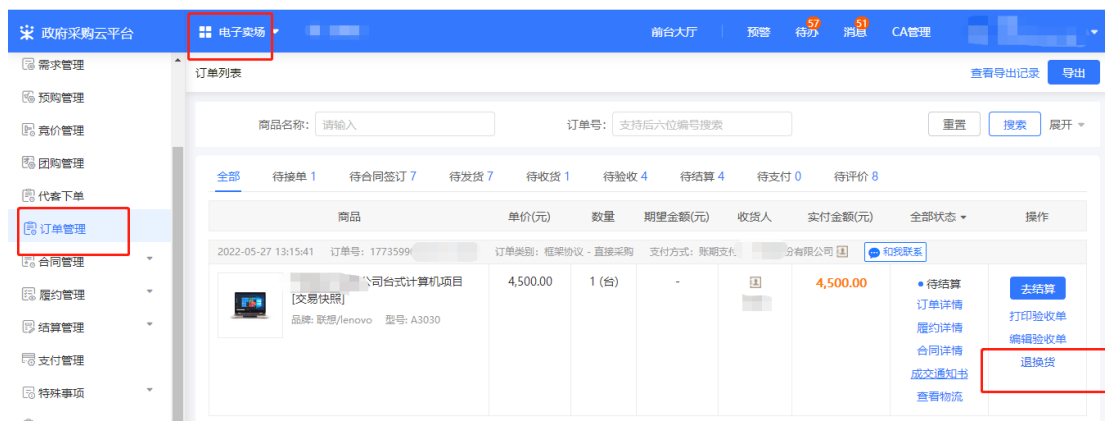 政府采购云平台 电子卖场 前台大厅 预警 待办 57 消息 51 CA管理
需求管理
预购管理
竞价管理
团购管理
代客下单
订单管理
合同管理
履约管理
结算管理
支付管理
特殊事项
订单列表 查看导出记录 导出
商品名称: 请输入 订单号: 支持后六位编号搜索 重置 搜索 展开
全部 待接单 1 待合同签订 7 待发货 7 待收货 1 待验收 4 待结算 4 待支付 0 待评价 8
商品 单价(元) 数量 期望金额(元) 收货人 实付金额(元) 全部状态 操作
2022-05-27 13:15:41 订单号: 1773599 订单类别: 框架协议 - 直接采购 支付方式: 账期支 份有限公司 和我联系
公司台式计算机项目 4,500.00 1 (台) - 4,500.00 待结算 去结算
[交易快照] 订单详情 打印验收单
品牌: 联想/lenovo 型号: A3030 履约详情 编辑验收单
合同详情 退换货
成交通知书
查看物流